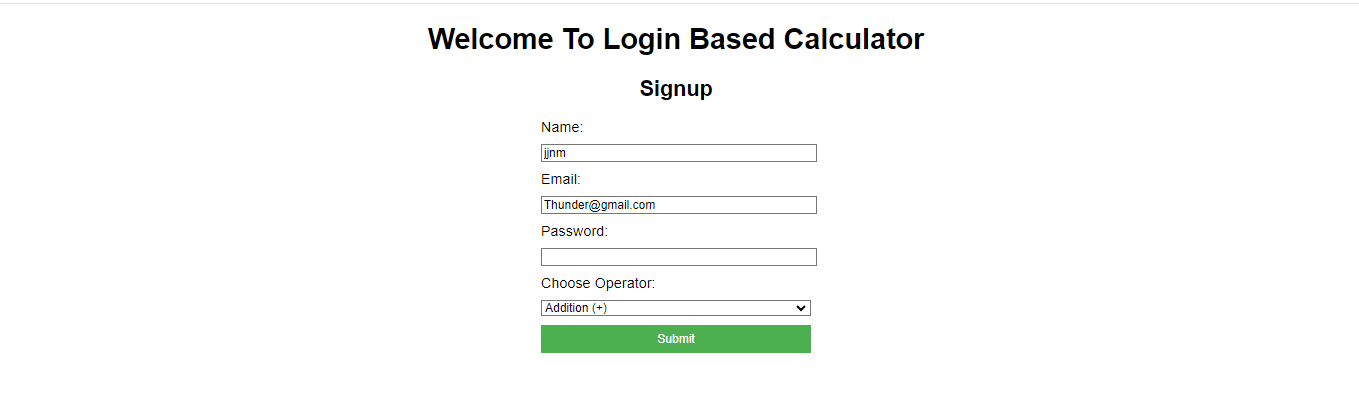 Welcome To Login Based Calculator
Signup
Name:
jjnm
Email:
Thunder@gmail.com
Password:
Choose Operator:
Addition (+)
Submit